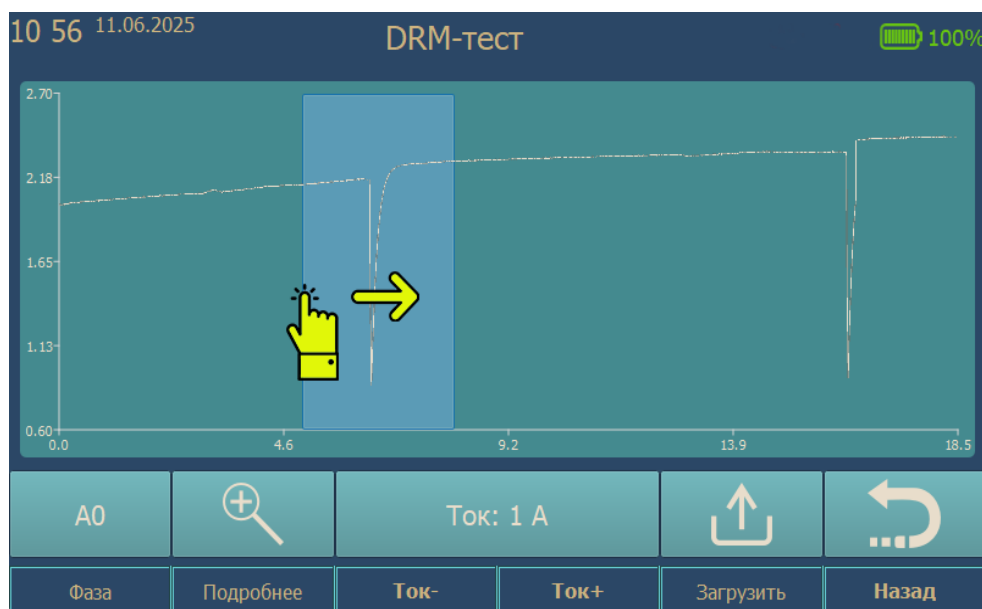 10 56 11.06.2025 DRM-тест 100%
2.70
2.18
1.65
1.13
0.60
0.0 4.6 9.2 13.9 18.5
A0 Ток: 1 А
Фаза Подробнее Ток- Ток+ Загрузить Назад